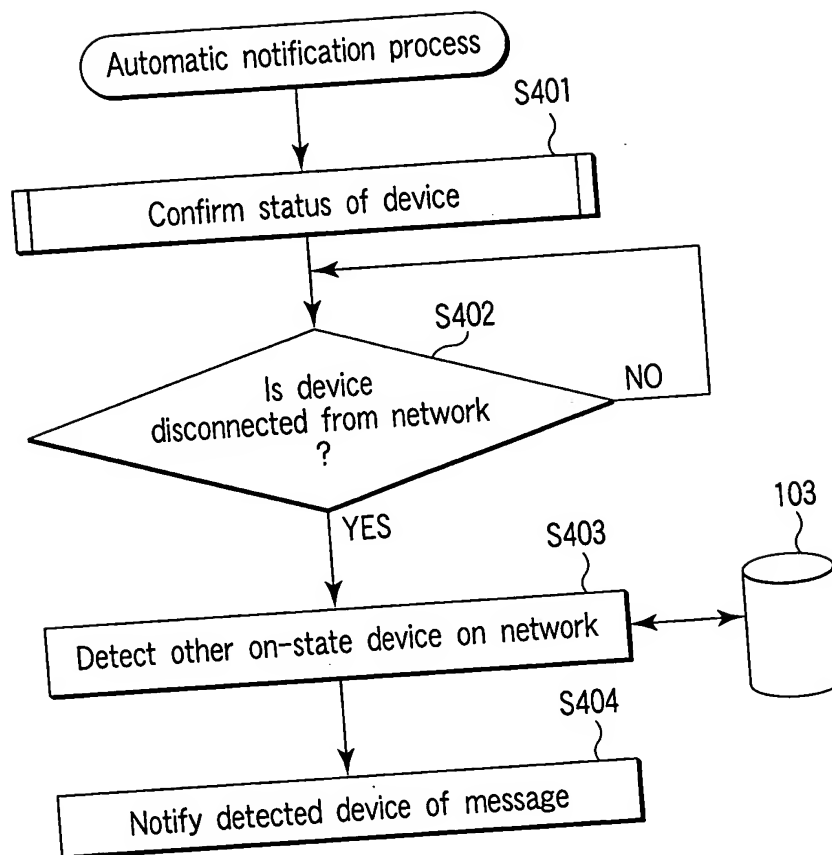 Automatic notification process
S401
Confirm status of device
S402
Is device
disconnected from network
?
NO
YES
103
S403
Detect other on-state device on network
S404
Notify detected device of message